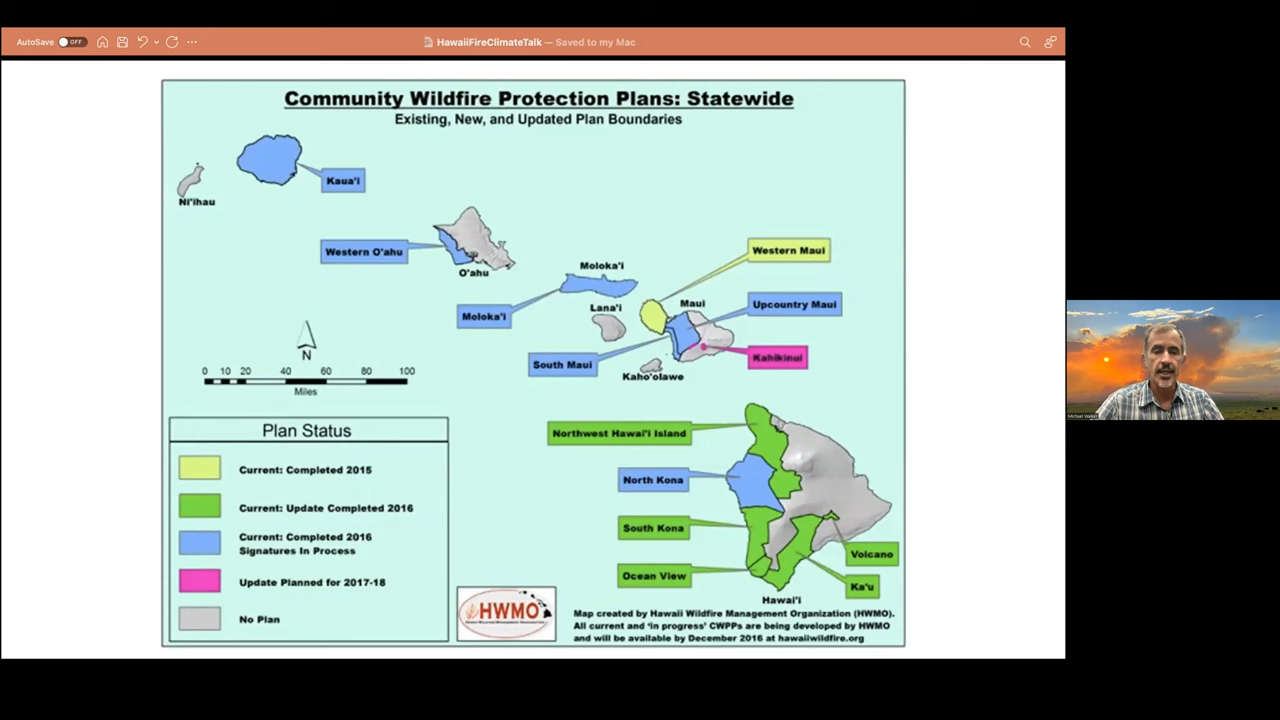 AutoSave OFF
HawaiiFireClimateTalk — Saved to my Mac
Community Wildfire Protection Plans: Statewide
Existing, New, and Updated Plan Boundaries
Kaua'i
Ni'ihau
Western O'ahu
O'ahu
Moloka'i
Western Maui
Moloka'i
Lana'i
Maui
Upcountry Maui
South Maui
Kaho'olawe
Kahikinui
N
0 10 20 40 60 80 100
Miles
Plan Status
Current: Completed 2015
Current: Update Completed 2016
Current: Completed 2016
Signatures In Process
Update Planned for 2017-18
No Plan
Northwest Hawai'i Island
North Kona
South Kona
Ocean View
Volcano
Ka'u
Hawai'i
HWMO
Map created by Hawaii Wildfire Management Organization (HWMO).
All current and 'in progress' CWPPs are being developed by HWMO
and will be available by December 2016 at hawaiiwildfire.org